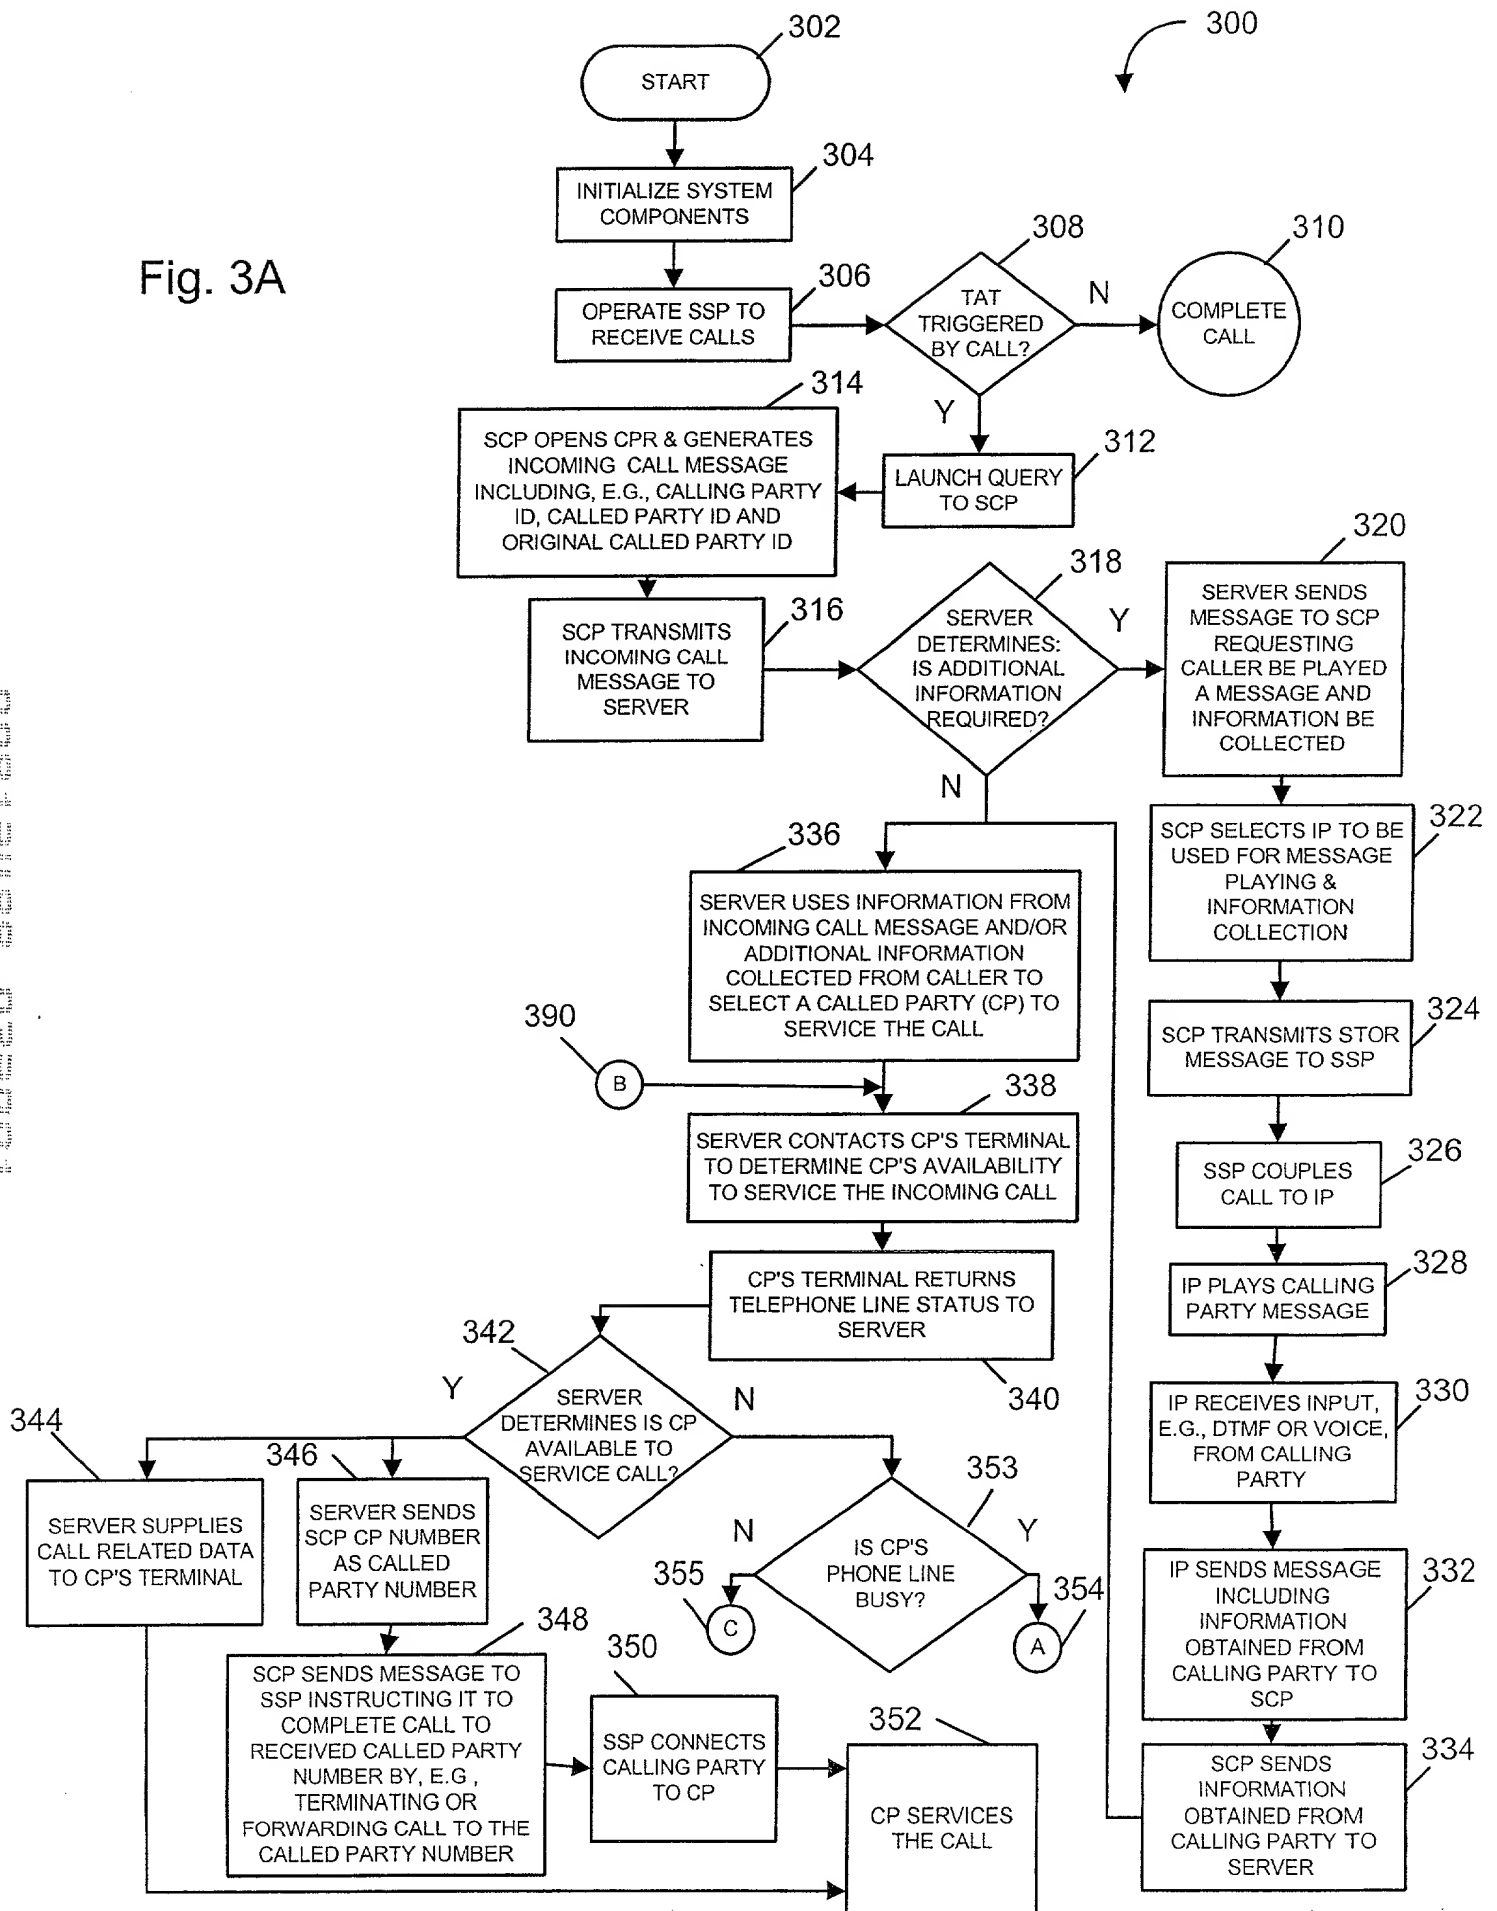 302
300
START
304
INITIALIZE SYSTEM
COMPONENTS
Fig. 3A
306
OPERATE SSP TO
RECEIVE CALLS
308
TAT
TRIGGERED
BY CALL?
N
Y
310
COMPLETE
CALL
312
LAUNCH QUERY
TO SCP
314
SCP OPENS CPR & GENERATES
INCOMING CALL MESSAGE
INCLUDING, E.G., CALLING PARTY
ID, CALLED PARTY ID AND
ORIGINAL CALLED PARTY ID
316
SCP TRANSMITS
INCOMING CALL
MESSAGE TO
SERVER
318
SERVER
DETERMINES:
IS ADDITIONAL
INFORMATION
REQUIRED?
Y
N
320
SERVER SENDS
MESSAGE TO SCP
REQUESTING
CALLER BE PLAYED
A MESSAGE AND
INFORMATION BE
COLLECTED
322
SCP SELECTS IP TO BE
USED FOR MESSAGE
PLAYING &
INFORMATION
COLLECTION
324
SCP TRANSMITS STOR
MESSAGE TO SSP
326
SSP COUPLES
CALL TO IP
328
IP PLAYS CALLING
PARTY MESSAGE
330
IP RECEIVES INPUT,
E.G., DTMF OR VOICE,
FROM CALLING
PARTY
332
IP SENDS MESSAGE
INCLUDING
INFORMATION
OBTAINED FROM
CALLING PARTY TO
SCP
334
SCP SENDS
INFORMATION
OBTAINED FROM
CALLING PARTY TO
SERVER
336
SERVER USES INFORMATION FROM
INCOMING CALL MESSAGE AND/OR
ADDITIONAL INFORMATION
COLLECTED FROM CALLER TO
SELECT A CALLED PARTY (CP) TO
SERVICE THE CALL
390
B
338
SERVER CONTACTS CP'S TERMINAL
TO DETERMINE CP'S AVAILABILITY
TO SERVICE THE INCOMING CALL
CP'S TERMINAL RETURNS
TELEPHONE LINE STATUS TO
SERVER
340
342
SERVER
DETERMINES IS CP
AVAILABLE TO
SERVICE CALL?
Y
N
344
SERVER SUPPLIES
CALL RELATED DATA
TO CP'S TERMINAL
346
SERVER SENDS
SCP CP NUMBER
AS CALLED
PARTY NUMBER
348
SCP SENDS MESSAGE TO
SSP INSTRUCTING IT TO
COMPLETE CALL TO
RECEIVED CALLED PARTY
NUMBER BY, E.G.,
TERMINATING OR
FORWARDING CALL TO THE
CALLED PARTY NUMBER
350
SSP CONNECTS
CALLING PARTY
TO CP
352
CP SERVICES
THE CALL
353
IS CP'S
PHONE LINE
BUSY?
N
Y
355
C
354
A